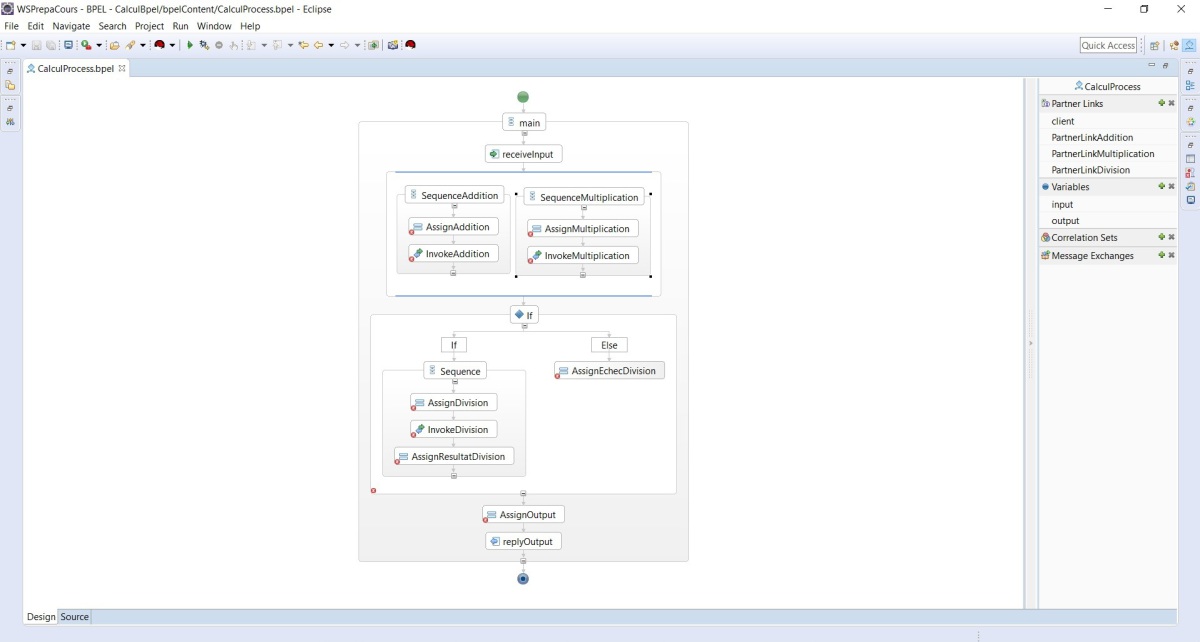 WSPrepaCours - BPEL - CalculBpel/bpelContent/CalculProcess.bpel - Eclipse
File Edit Navigate Search Project Run Window Help
Quick Access
CalculProcess.bpel
main
receiveInput
SequenceAddition
AssignAddition
InvokeAddition
SequenceMultiplication
AssignMultiplication
InvokeMultiplication
If
If
Else
Sequence
AssignDivision
InvokeDivision
AssignResultatDivision
AssignEchecDivision
AssignOutput
replyOutput
CalculProcess
Partner Links
client
PartnerLinkAddition
PartnerLinkMultiplication
PartnerLinkDivision
Variables
input
output
Correlation Sets
Message Exchanges
Design Source